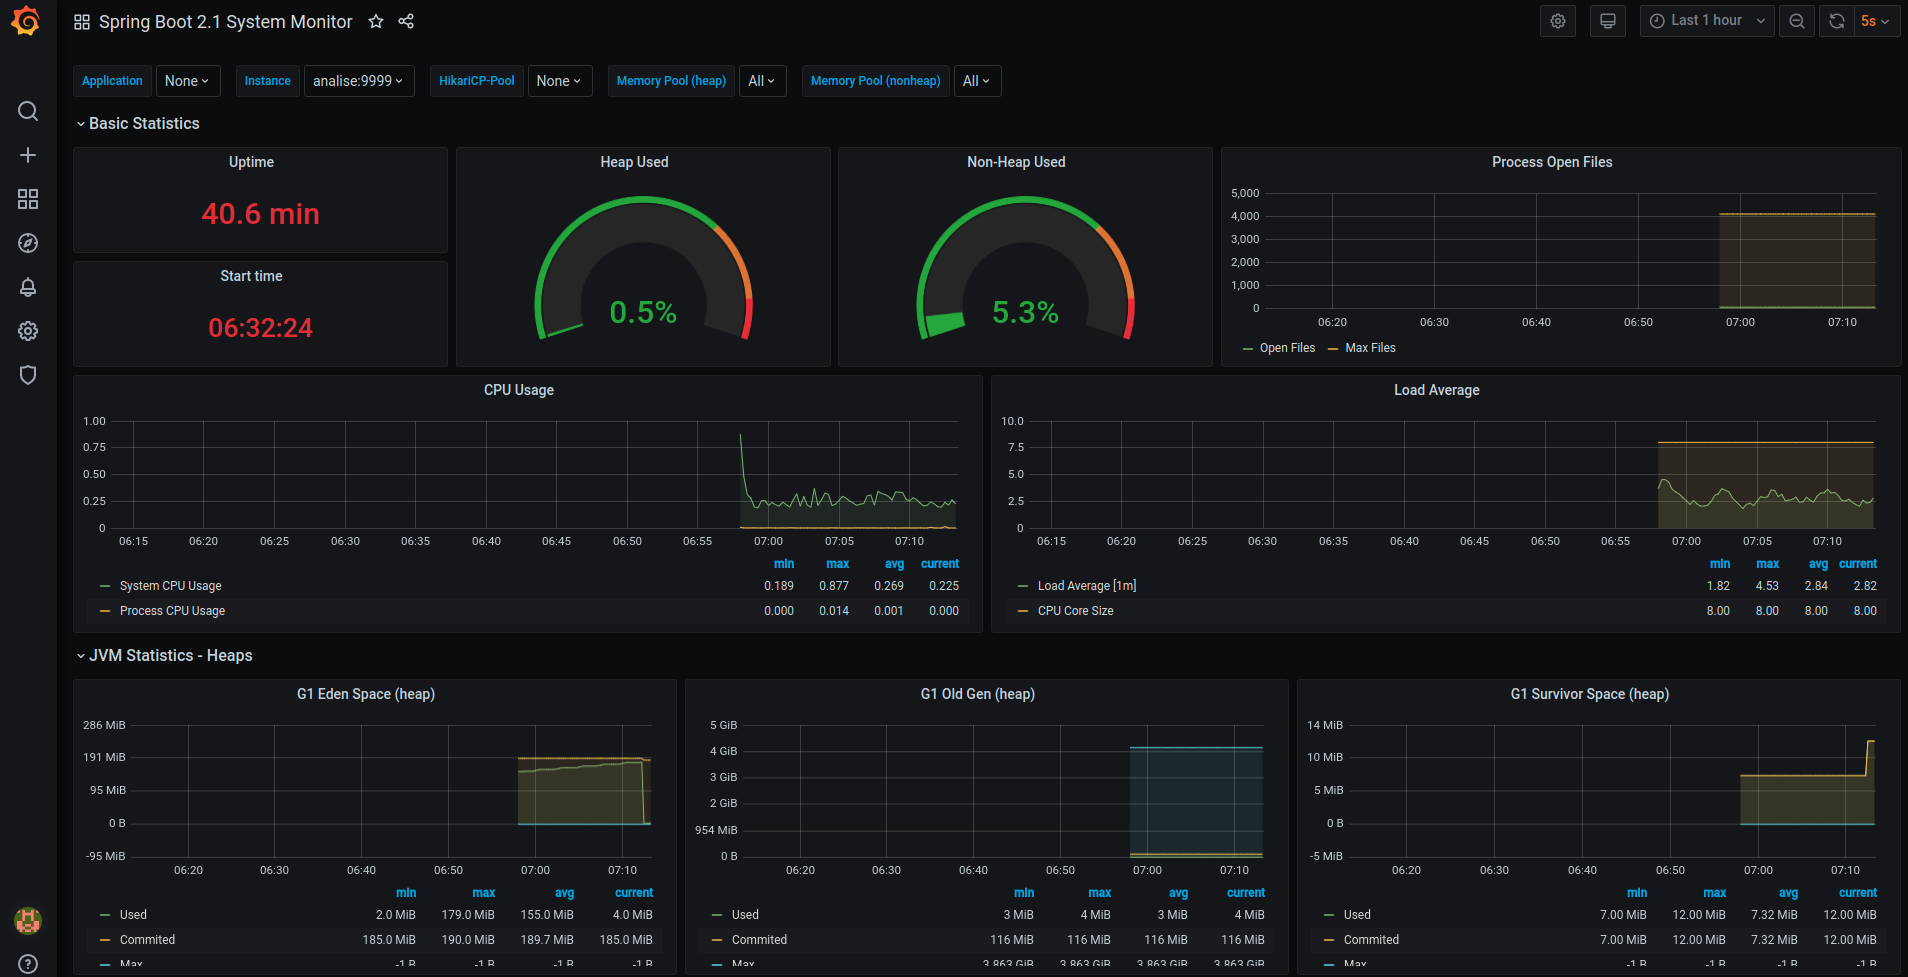 Spring Boot 2.1 System Monitor
Last 1 hour
5s
Application None Instance analise:9999 HikariCP-Pool None Memory Pool (heap) All Memory Pool (nonheap) All
Basic Statistics
Uptime
40.6 min
Start time
06:32:24
Heap Used
0.5%
Non-Heap Used
5.3%
Process Open Files
5,000
4,000
3,000
2,000
1,000
0
06:20 06:30 06:40 06:50 07:00 07:10
Open Files Max Files
CPU Usage
1.00
0.75
0.50
0.25
0
06:15 06:20 06:25 06:30 06:35 06:40 06:45 06:50 06:55 07:00 07:05 07:10
min max avg current
System CPU Usage 0.189 0.877 0.269 0.225
Process CPU Usage 0.000 0.014 0.001 0.000
Load Average
10.0
7.5
5.0
2.5
0
06:15 06:20 06:25 06:30 06:35 06:40 06:45 06:50 06:55 07:00 07:05 07:10
min max avg current
Load Average [1m] 1.82 4.53 2.84 2.82
CPU Core Size 8.00 8.00 8.00 8.00
JVM Statistics - Heaps
G1 Eden Space (heap)
286 MiB
191 MiB
95 MiB
0 B
-95 MiB
06:20 06:30 06:40 06:50 07:00 07:10
min max avg current
Used 2.0 MiB 179.0 MiB 155.0 MiB 4.0 MiB
Commited 185.0 MiB 190.0 MiB 189.7 MiB 185.0 MiB
Max -1 B -1 B -1 B -1 B
G1 Old Gen (heap)
5 GiB
4 GiB
3 GiB
2 GiB
954 MiB
0 B
06:20 06:30 06:40 06:50 07:00 07:10
min max avg current
Used 3 MiB 4 MiB 3 MiB 4 MiB
Commited 116 MiB 116 MiB 116 MiB 116 MiB
Max 3.863 GiB 3.863 GiB 3.863 GiB 3.863 GiB
G1 Survivor Space (heap)
14 MiB
10 MiB
5 MiB
0 B
-5 MiB
06:20 06:30 06:40 06:50 07:00 07:10
min max avg current
Used 7.00 MiB 12.00 MiB 7.32 MiB 12.00 MiB
Commited 7.00 MiB 12.00 MiB 7.32 MiB 12.00 MiB
Max -1 B -1 B -1 B -1 B